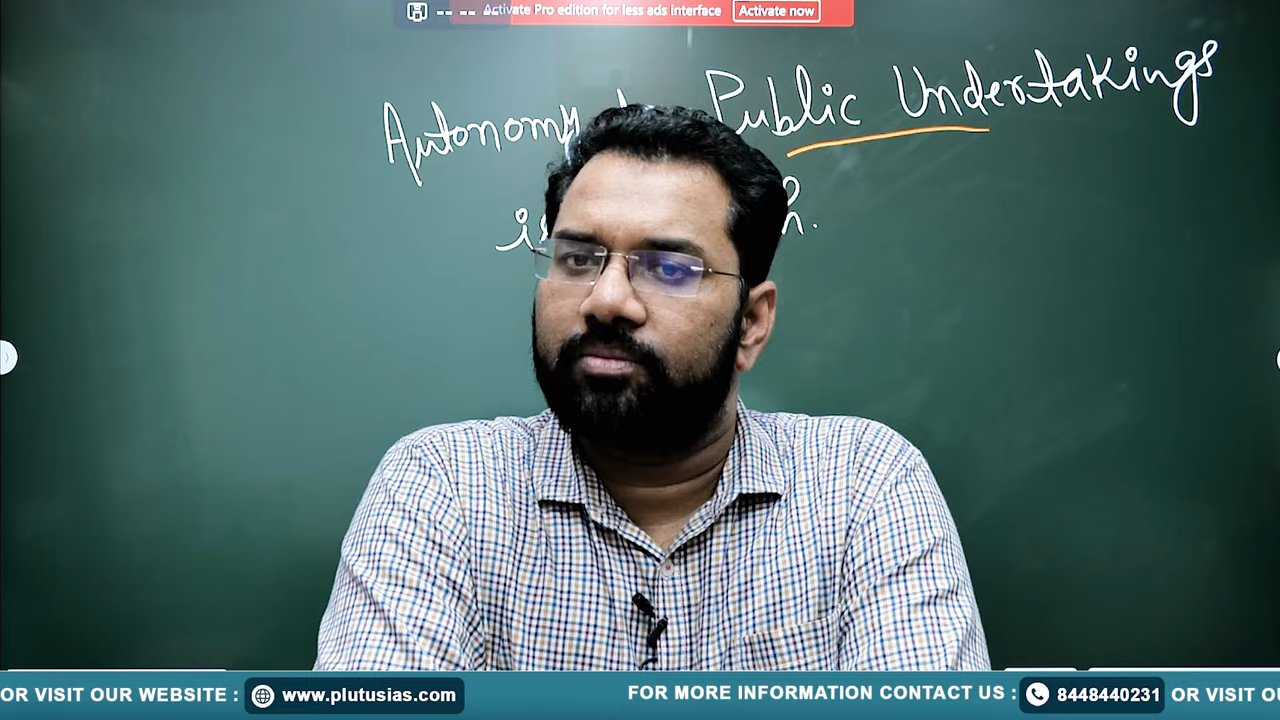 Activate Pro edition for less ads interface Activate now
Autonomy Public Undertakings
OR VISIT OUR WEBSITE : www.plutusias.com FOR MORE INFORMATION CONTACT US : 8448440231 OR VISIT OU